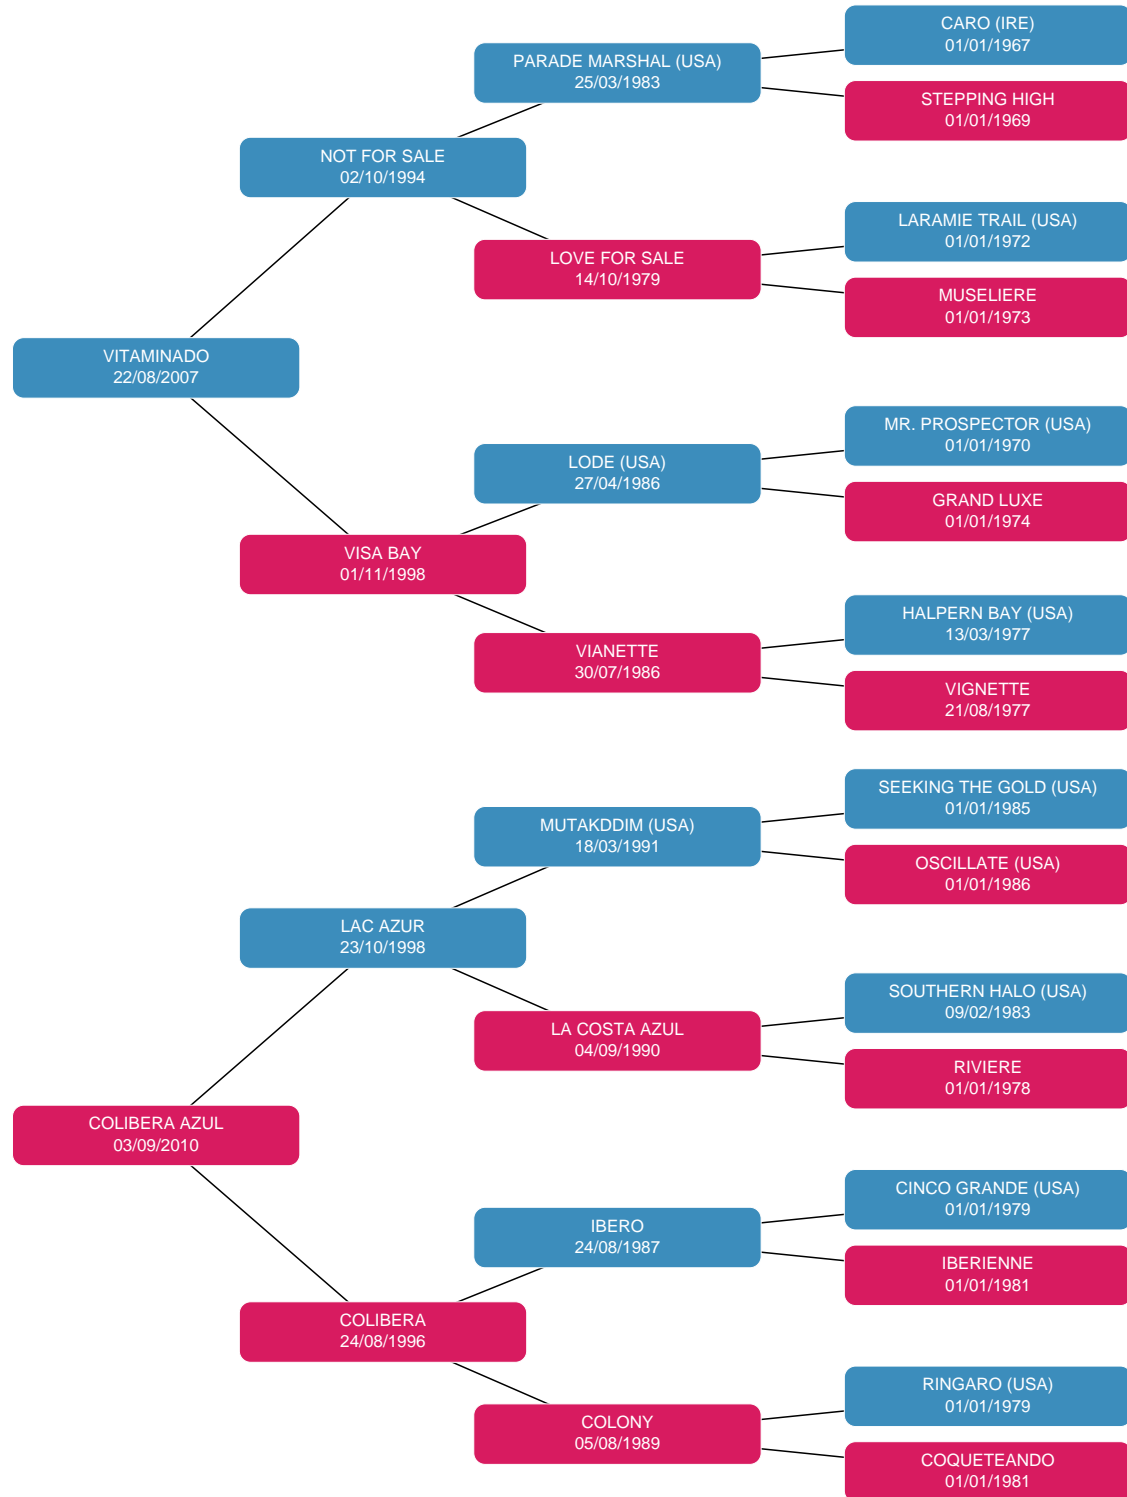 CARO (IRE)
01/01/1967
PARADE MARSHAL (USA)
25/03/1983
STEPPING HIGH
01/01/1969
NOT FOR SALE
02/10/1994
LARAMIE TRAIL (USA)
01/01/1972
LOVE FOR SALE
14/10/1979
MUSELIERE
01/01/1973
VITAMINADO
22/08/2007
MR. PROSPECTOR (USA)
01/01/1970
LODE (USA)
27/04/1986
GRAND LUXE
01/01/1974
VISA BAY
01/11/1998
HALPERN BAY (USA)
13/03/1977
VIANETTE
30/07/1986
VIGNETTE
21/08/1977
SEEKING THE GOLD (USA)
01/01/1985
MUTAKDDIM (USA)
18/03/1991
OSCILLATE (USA)
01/01/1986
LAC AZUR
23/10/1998
SOUTHERN HALO (USA)
09/02/1983
LA COSTA AZUL
04/09/1990
RIVIERE
01/01/1978
COLIBERA AZUL
03/09/2010
CINCO GRANDE (USA)
01/01/1979
IBERO
24/08/1987
IBERIENNE
01/01/1981
COLIBERA
24/08/1996
RINGARO (USA)
01/01/1979
COLONY
05/08/1989
COQUETEANDO
01/01/1981